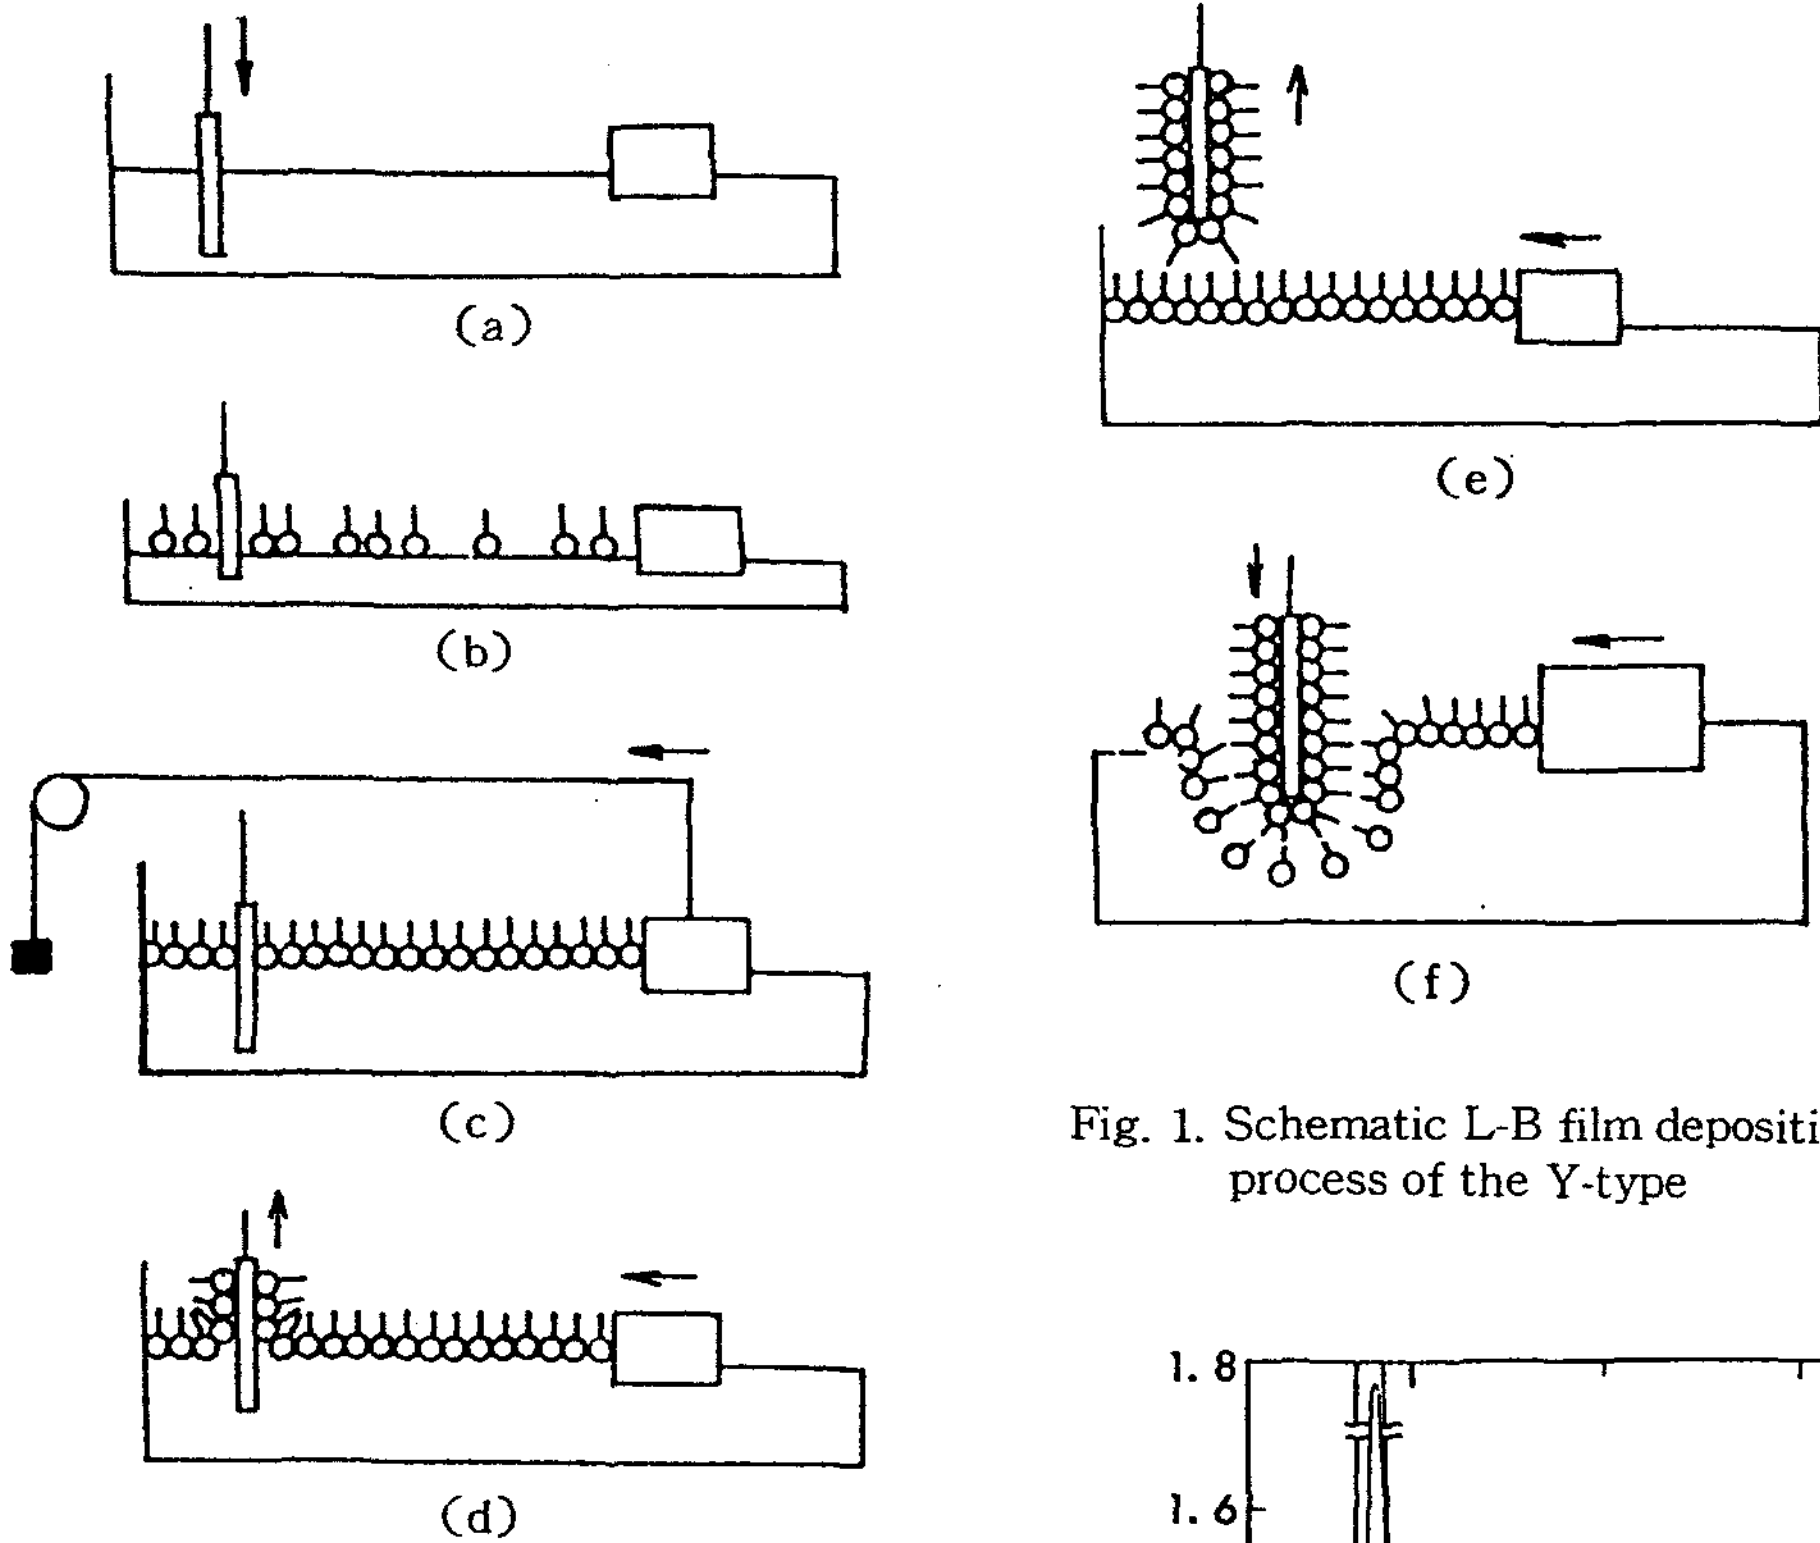 (a)
(b)
(c)
(d)
(e)
(f)
Fig. 1. Schematic L-B film depositi
process of the Y-type
1.8
1.6